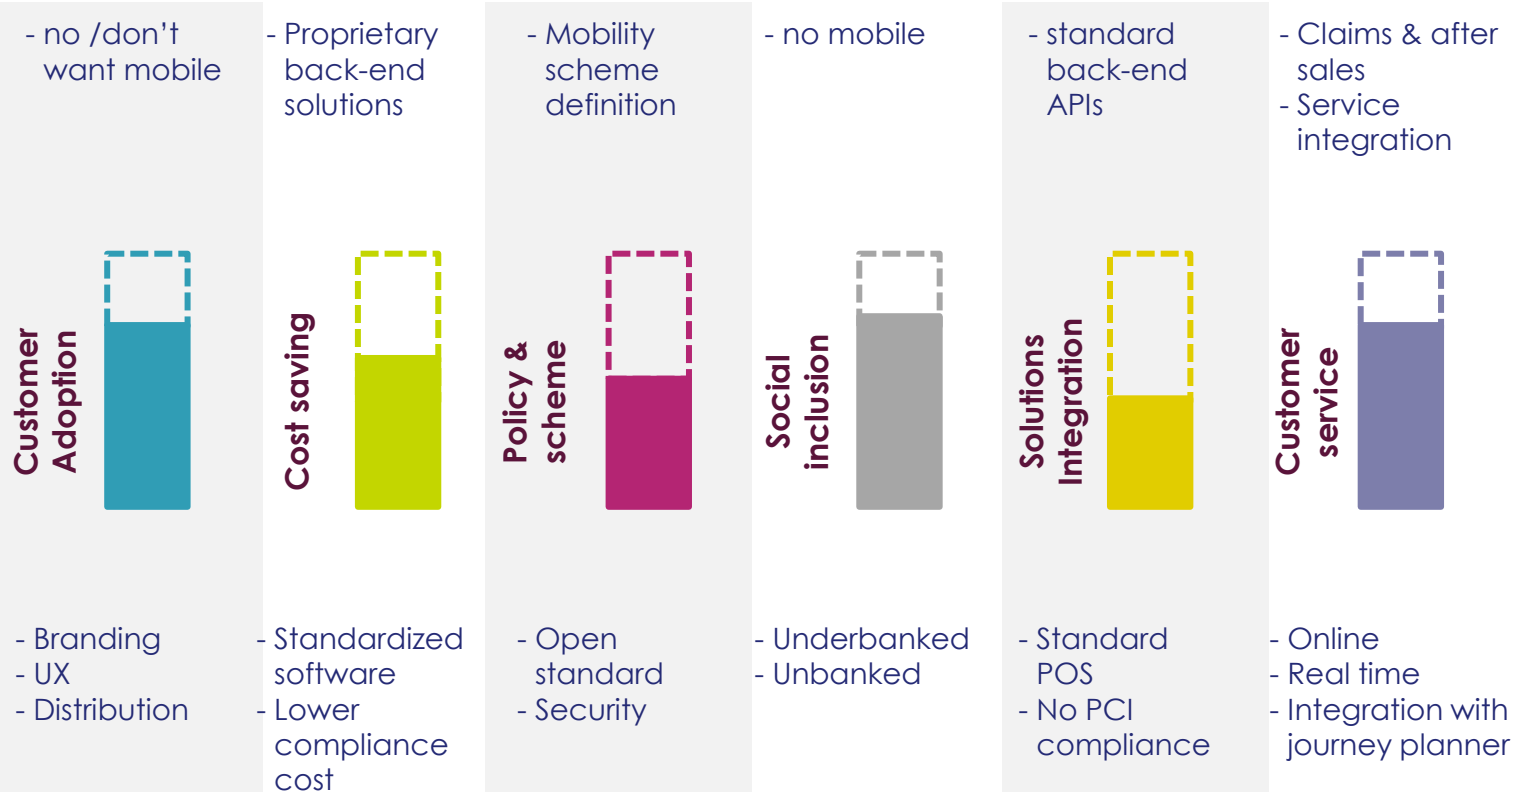 - no /don't
want mobile
- Proprietary
back-end
solutions
- Mobility
scheme
definition
- no mobile
- standard
back-end
APIs
- Claims & after
sales
- Service
integration
Customer
Adoption
Cost saving
Policy &
scheme
Social
inclusion
Solutions
Integration
Customer
service
- Branding
- UX
- Distribution
- Standardized
software
- Lower
compliance
cost
- Open
standard
- Security
- Underbanked
- Unbanked
- Standard
POS
- No PCI
compliance
- Online
- Real time
- Integration with
journey planner